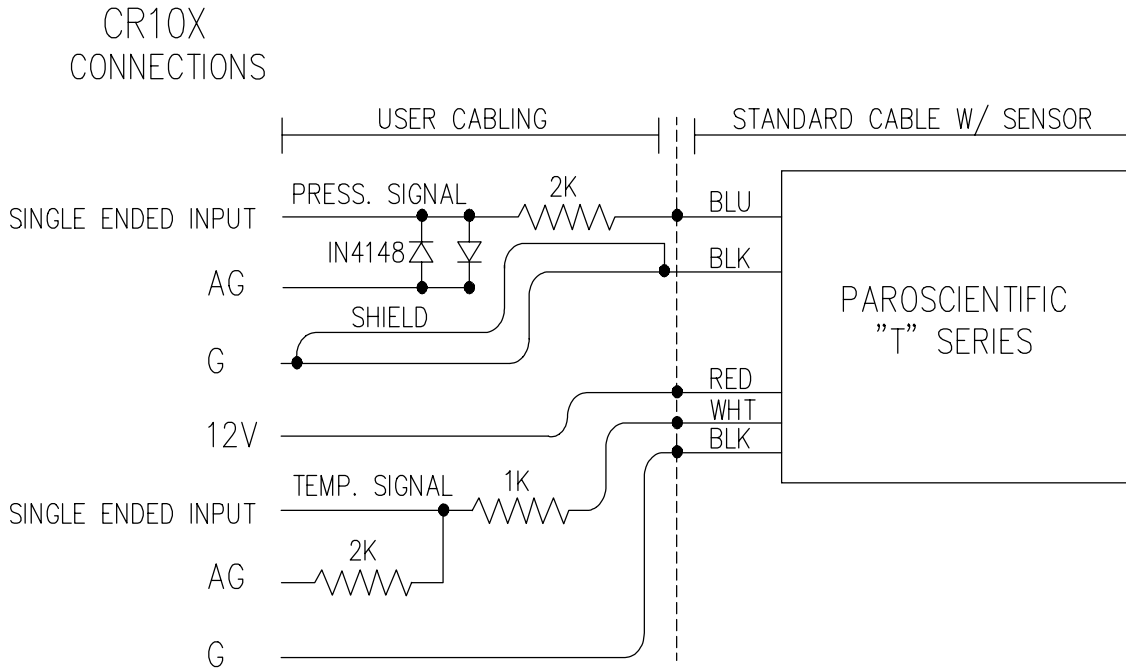 CR10X
CONNECTIONS
USER CABLING
STANDARD CABLE W/ SENSOR
PRESS. SIGNAL
2K
BLU
SINGLE ENDED INPUT
IN4148
BLK
AG
PAROSCIENTIFIC
"T" SERIES
SHIELD
G
RED
WHT
12V
BLK
TEMP. SIGNAL
1K
SINGLE ENDED INPUT
2K
AG
G